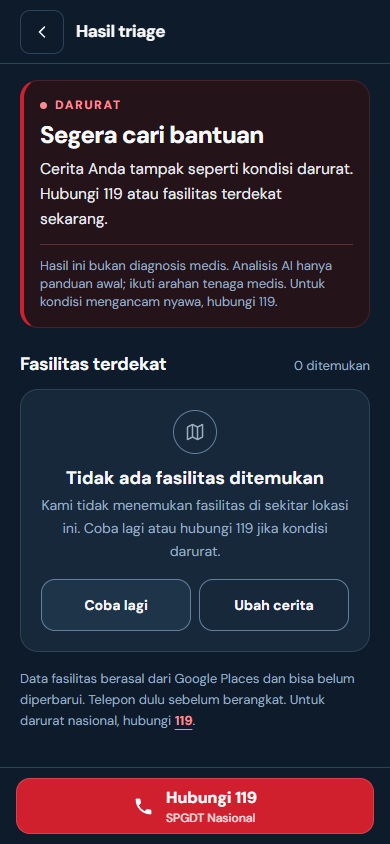 Hasil triage
DARURAT
Segera cari bantuan
Cerita Anda tampak seperti kondisi darurat.
Hubungi 119 atau fasilitas terdekat
sekarang.
Hasil ini bukan diagnosis medis. Analisis AI hanya
panduan awal; ikuti arahan tenaga medis. Untuk
kondisi mengancam nyawa, hubungi 119.
Fasilitas terdekat
0 ditemukan
Tidak ada fasilitas ditemukan
Kami tidak menemukan fasilitas di sekitar lokasi
ini. Coba lagi atau hubungi 119 jika kondisi
darurat.
Coba lagi
Ubah cerita
Data fasilitas berasal dari Google Places dan bisa belum
diperbarui. Telepon dulu sebelum berangkat. Untuk
darurat nasional, hubungi 119.
Hubungi 119
SPGDT Nasional